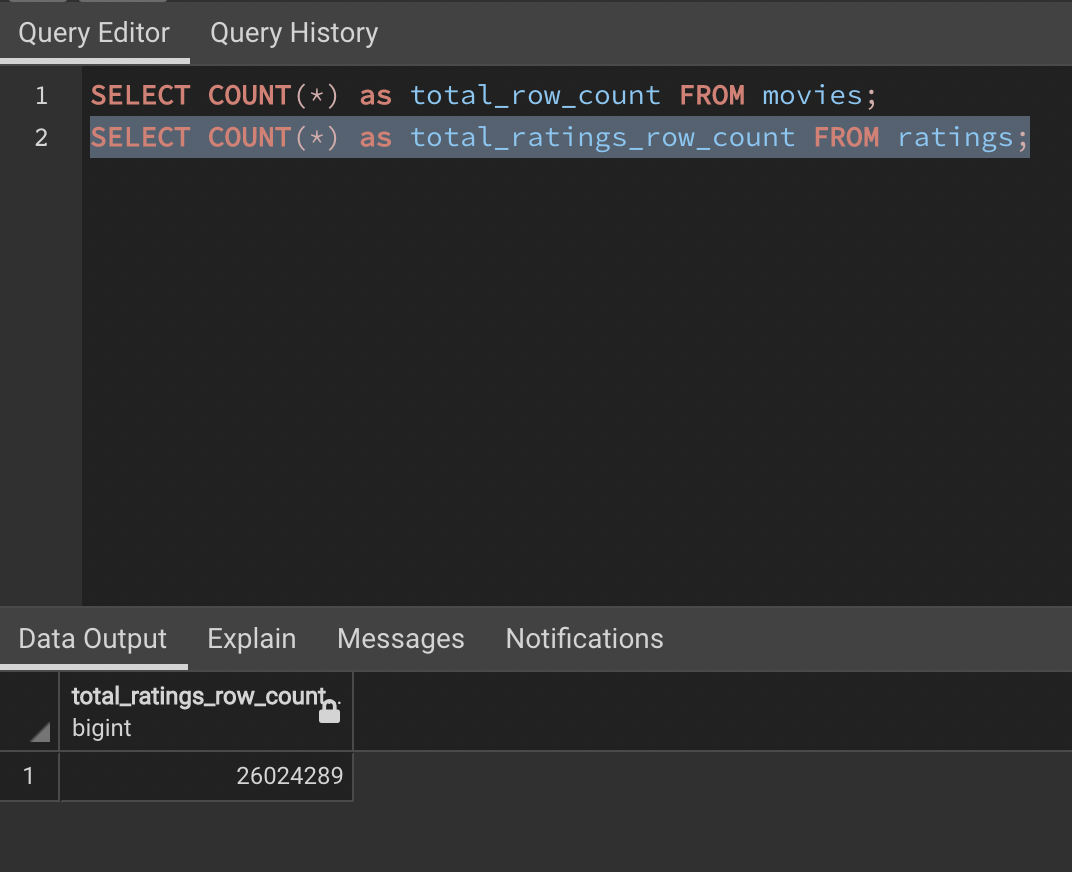 Query Editor Query History
1 SELECT COUNT(*) as total_row_count FROM movies;
2 SELECT COUNT(*) as total_ratings_row_count FROM ratings;
Data Output Explain Messages Notifications
total_ratings_row_count
bigint
1 26024289